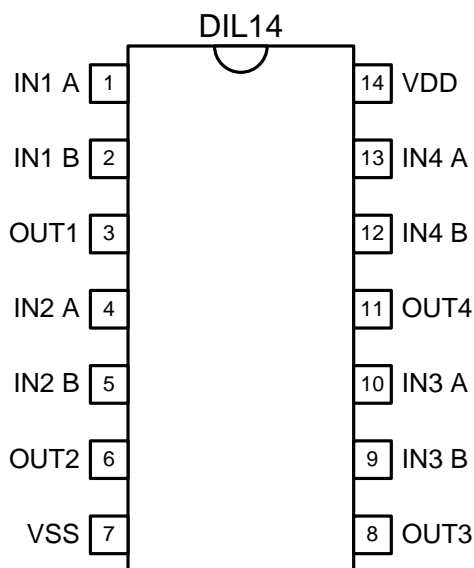 DIL14
IN1 A 1 14 VDD
IN1 B 2 13 IN4 A
OUT1 3 12 IN4 B
IN2 A 4 11 OUT4
IN2 B 5 10 IN3 A
OUT2 6 9 IN3 B
VSS 7 8 OUT3